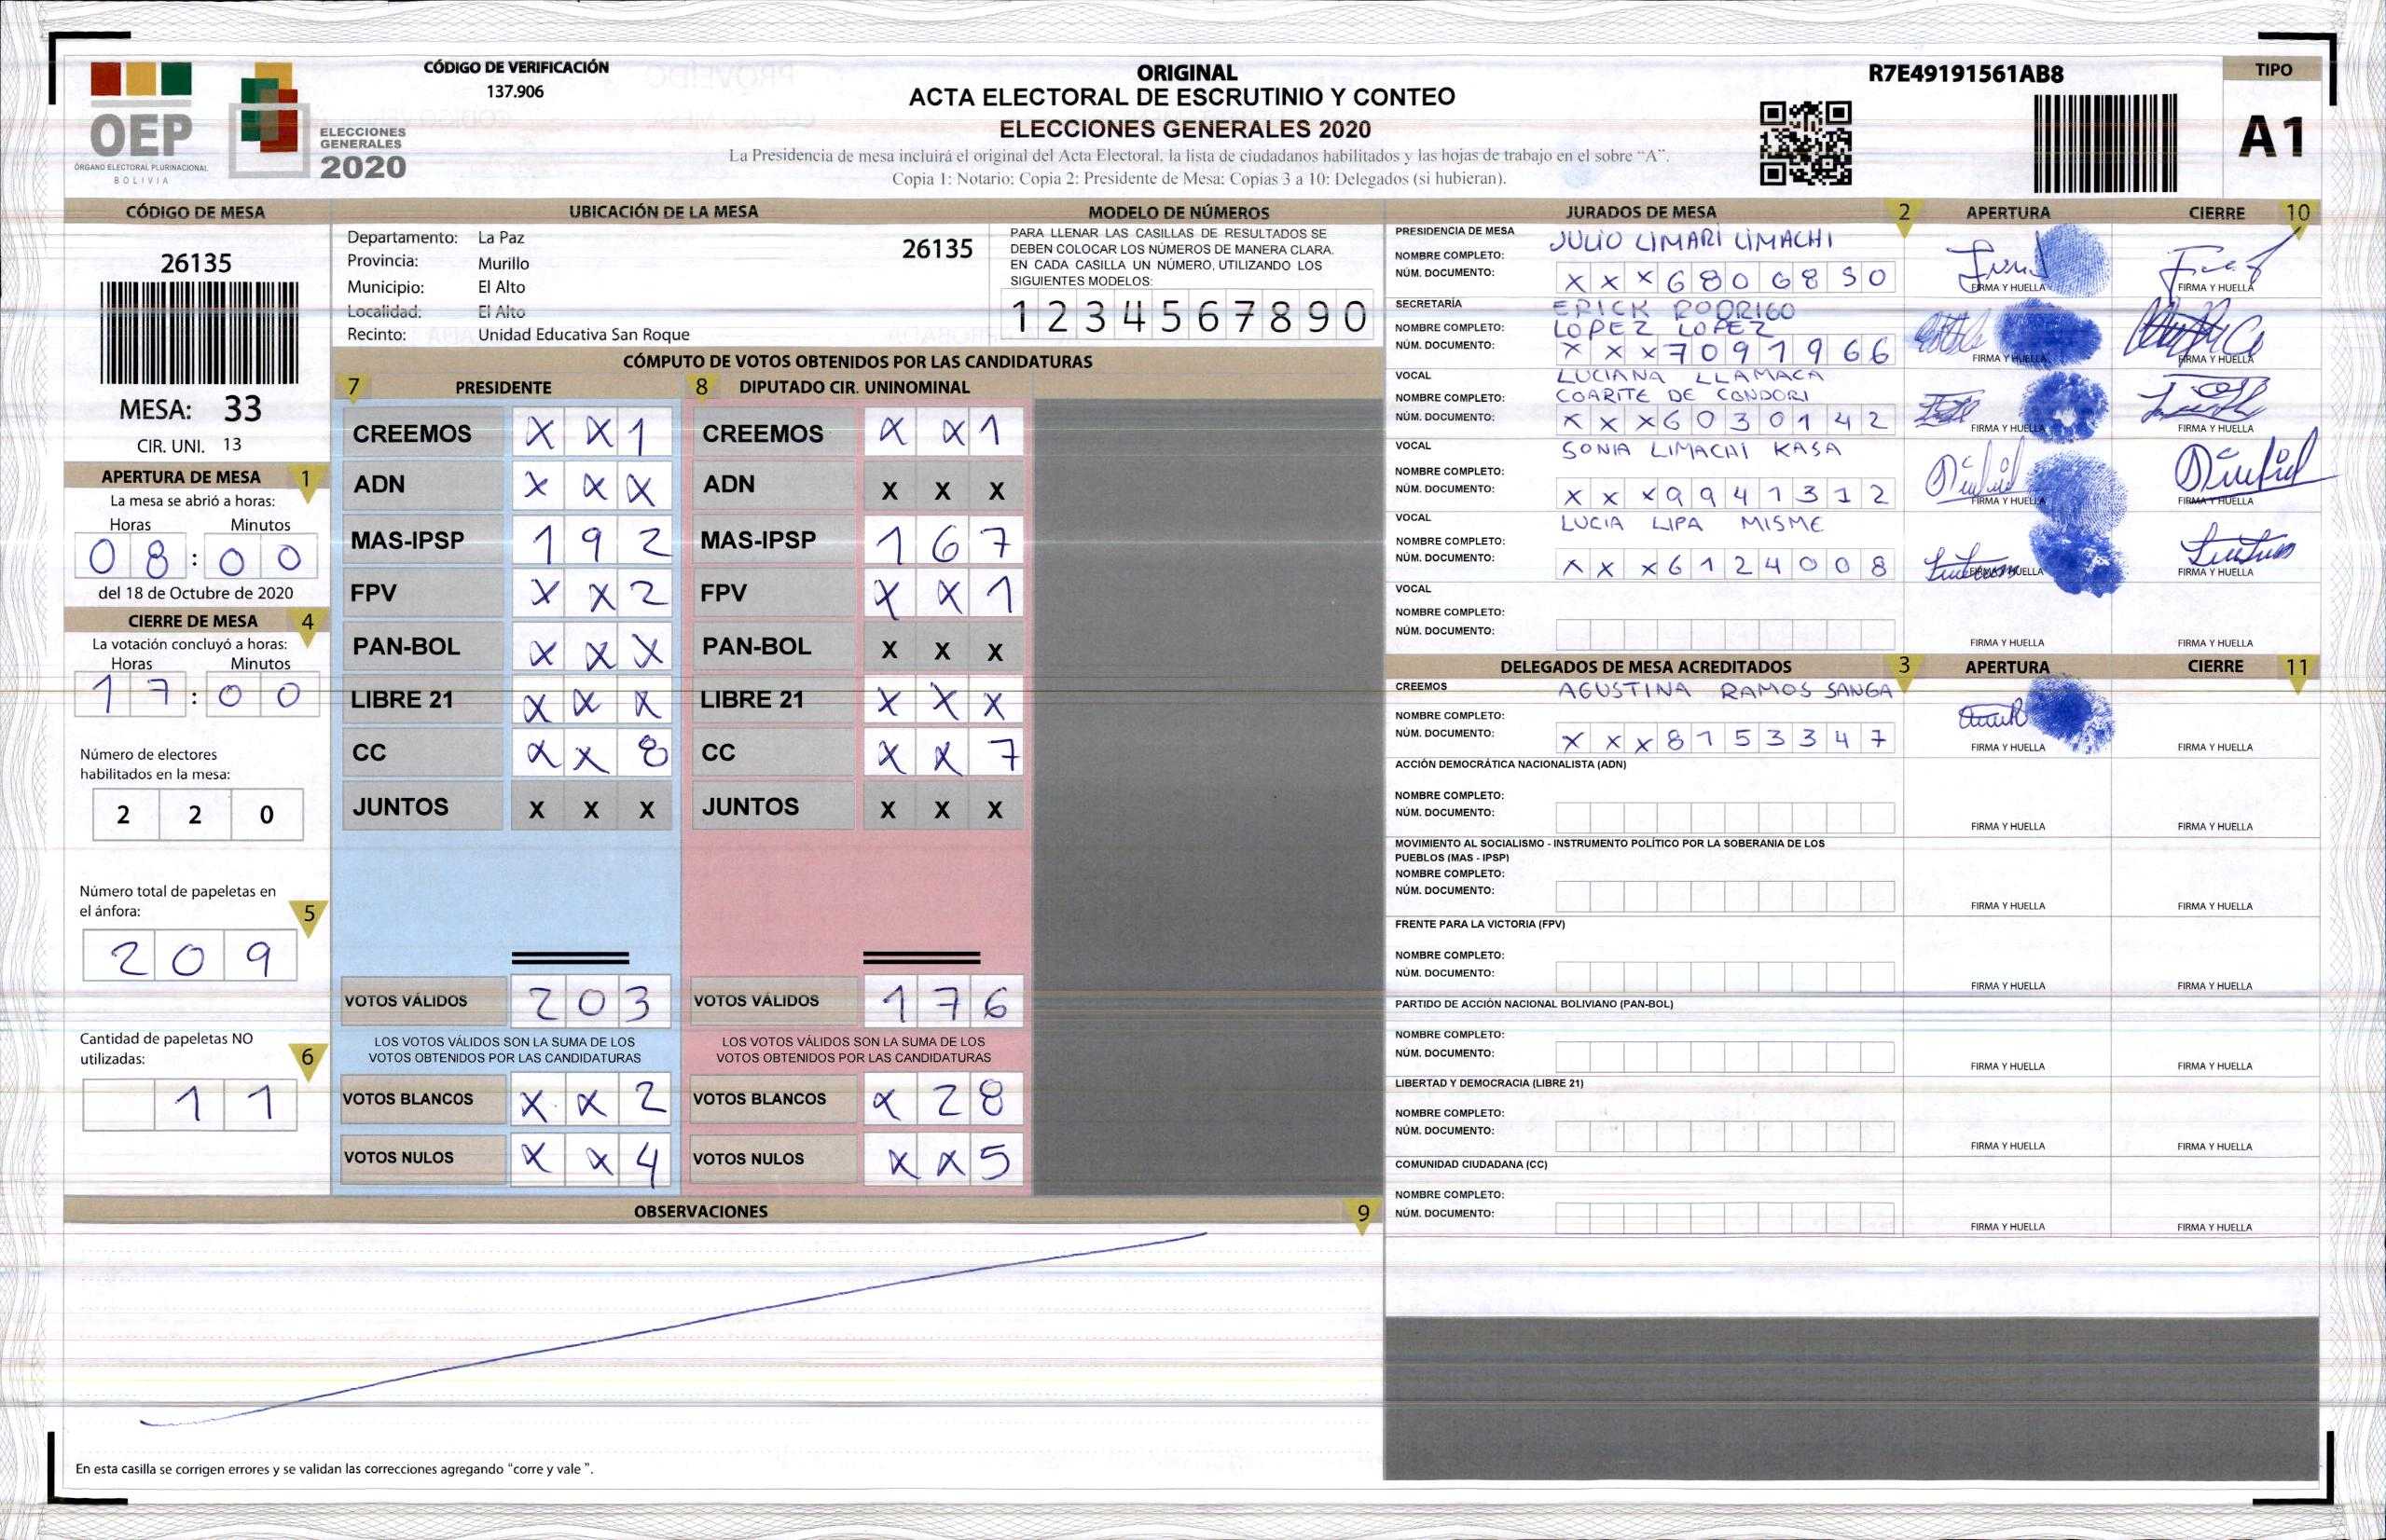 CÓDIGO DE VERIFICACIÓN
137.906
OEP
ÓRGANO ELECTORAL PLURINACIONAL
BOLIVIA
ELECCIONES
GENERALES
2020
ORIGINAL
ACTA ELECTORAL DE ESCRUTINIO Y CONTEO
ELECCIONES GENERALES 2020
La Presidencia de mesa incluirá el original del Acta Electoral, la lista de ciudadanos habilitados y las hojas de trabajo en el sobre "A".
Copia 1: Notario; Copia 2: Presidente de Mesa; Copias 3 a 10: Delegados (si hubieran).
R7E49191561AB8
TIPO
A1
CÓDIGO DE MESA
26135
MESA: 33
CIR. UNI. 13
APERTURA DE MESA 1
La mesa se abrió a horas:
Horas Minutos
08:00
del 18 de Octubre de 2020
CIERRE DE MESA 4
La votación concluyó a horas:
Horas Minutos
17:00
Número de electores
habilitados en la mesa:
2 2 0
Número total de papeletas en
el ánfora: 5
2 0 9
Cantidad de papeletas NO
utilizadas: 6
1 1
UBICACIÓN DE LA MESA
Departamento: La Paz 26135
Provincia: Murillo
Municipio: El Alto
Localidad: El Alto
Recinto: Unidad Educativa San Roque
MODELO DE NÚMEROS
PARA LLENAR LAS CASILLAS DE RESULTADOS SE
DEBEN COLOCAR LOS NÚMEROS DE MANERA CLARA.
EN CADA CASILLA UN NÚMERO, UTILIZANDO LOS
SIGUIENTES MODELOS:
1 2 3 4 5 6 7 8 9 0
CÓMPUTO DE VOTOS OBTENIDOS POR LAS CANDIDATURAS
7 PRESIDENTE
CREEMOS X X 1
ADN X X X
MAS-IPSP 1 9 2
FPV X X 2
PAN-BOL X X X
LIBRE 21 X X X
CC X X 8
JUNTOS X X X
VOTOS VÁLIDOS 2 0 3
LOS VOTOS VÁLIDOS SON LA SUMA DE LOS
VOTOS OBTENIDOS POR LAS CANDIDATURAS
VOTOS BLANCOS X X 2
VOTOS NULOS X X 4
8 DIPUTADO CIR. UNINOMINAL
CREEMOS X X 1
ADN X X X
MAS-IPSP 1 6 7
FPV X X 1
PAN-BOL X X X
LIBRE 21 X X X
CC X X 7
JUNTOS X X X
VOTOS VÁLIDOS 1 7 6
LOS VOTOS VÁLIDOS SON LA SUMA DE LOS
VOTOS OBTENIDOS POR LAS CANDIDATURAS
VOTOS BLANCOS X 2 8
VOTOS NULOS X X 5
OBSERVACIONES 9
En esta casilla se corrigen errores y se validan las correcciones agregando "corre y vale ".
JURADOS DE MESA 2 APERTURA CIERRE 10
PRESIDENCIA DE MESA
NOMBRE COMPLETO: JULIO LIMARI LIMACHI
NÚM. DOCUMENTO: X X X 6 8 0 6 8 9 0
FIRMA Y HUELLA FIRMA Y HUELLA
SECRETARÍA
NOMBRE COMPLETO: ERICK RODRIGO
LOPEZ LOPEZ
NÚM. DOCUMENTO: X X X 7 0 9 1 9 6 6
FIRMA Y HUELLA FIRMA Y HUELLA
VOCAL
NOMBRE COMPLETO: LUCIANA LLAMACA
COARITE DE CONDORI
NÚM. DOCUMENTO: X X X 6 0 3 0 1 4 2
FIRMA Y HUELLA FIRMA Y HUELLA
VOCAL
NOMBRE COMPLETO: SONIA LIMACHI KASA
NÚM. DOCUMENTO: X X X 9 9 4 1 3 1 2
FIRMA Y HUELLA FIRMA Y HUELLA
VOCAL
NOMBRE COMPLETO: LUCIA LIPA MISME
NÚM. DOCUMENTO: X X X 6 1 2 4 0 0 8
FIRMA Y HUELLA FIRMA Y HUELLA
VOCAL
NOMBRE COMPLETO:
NÚM. DOCUMENTO:
FIRMA Y HUELLA FIRMA Y HUELLA
DELEGADOS DE MESA ACREDITADOS 3 APERTURA CIERRE 11
CREEMOS
NOMBRE COMPLETO: AGUSTINA RAMOS SANGA
NÚM. DOCUMENTO: X X X 8 1 5 3 3 4 7
FIRMA Y HUELLA FIRMA Y HUELLA
ACCIÓN DEMOCRÁTICA NACIONALISTA (ADN)
NOMBRE COMPLETO:
NÚM. DOCUMENTO:
FIRMA Y HUELLA FIRMA Y HUELLA
MOVIMIENTO AL SOCIALISMO - INSTRUMENTO POLÍTICO POR LA SOBERANIA DE LOS
PUEBLOS (MAS - IPSP)
NOMBRE COMPLETO:
NÚM. DOCUMENTO:
FIRMA Y HUELLA FIRMA Y HUELLA
FRENTE PARA LA VICTORIA (FPV)
NOMBRE COMPLETO:
NÚM. DOCUMENTO:
FIRMA Y HUELLA FIRMA Y HUELLA
PARTIDO DE ACCIÓN NACIONAL BOLIVIANO (PAN-BOL)
NOMBRE COMPLETO:
NÚM. DOCUMENTO:
FIRMA Y HUELLA FIRMA Y HUELLA
LIBERTAD Y DEMOCRACIA (LIBRE 21)
NOMBRE COMPLETO:
NÚM. DOCUMENTO:
FIRMA Y HUELLA FIRMA Y HUELLA
COMUNIDAD CIUDADANA (CC)
NOMBRE COMPLETO:
NÚM. DOCUMENTO:
FIRMA Y HUELLA FIRMA Y HUELLA